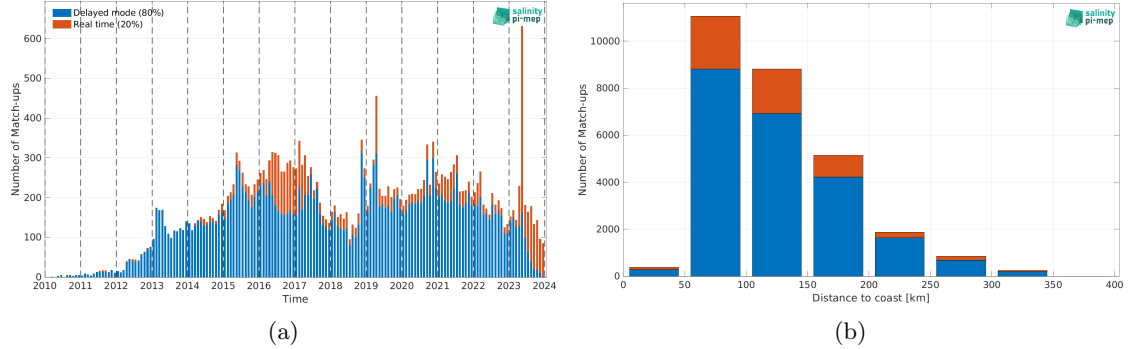 Delayed mode (80%)
Real time (20%)
salinity
pi-mep
600
500
400
300
200
100
0
Number of Match-ups
2010 2011 2012 2013 2014 2015 2016 2017 2018 2019 2020 2021 2022 2023 2024
Time
(a)
salinity
pi-mep
10000
8000
6000
4000
2000
0
Number of Match-ups
0 50 100 150 200 250 300 350 400
Distance to coast [km]
(b)